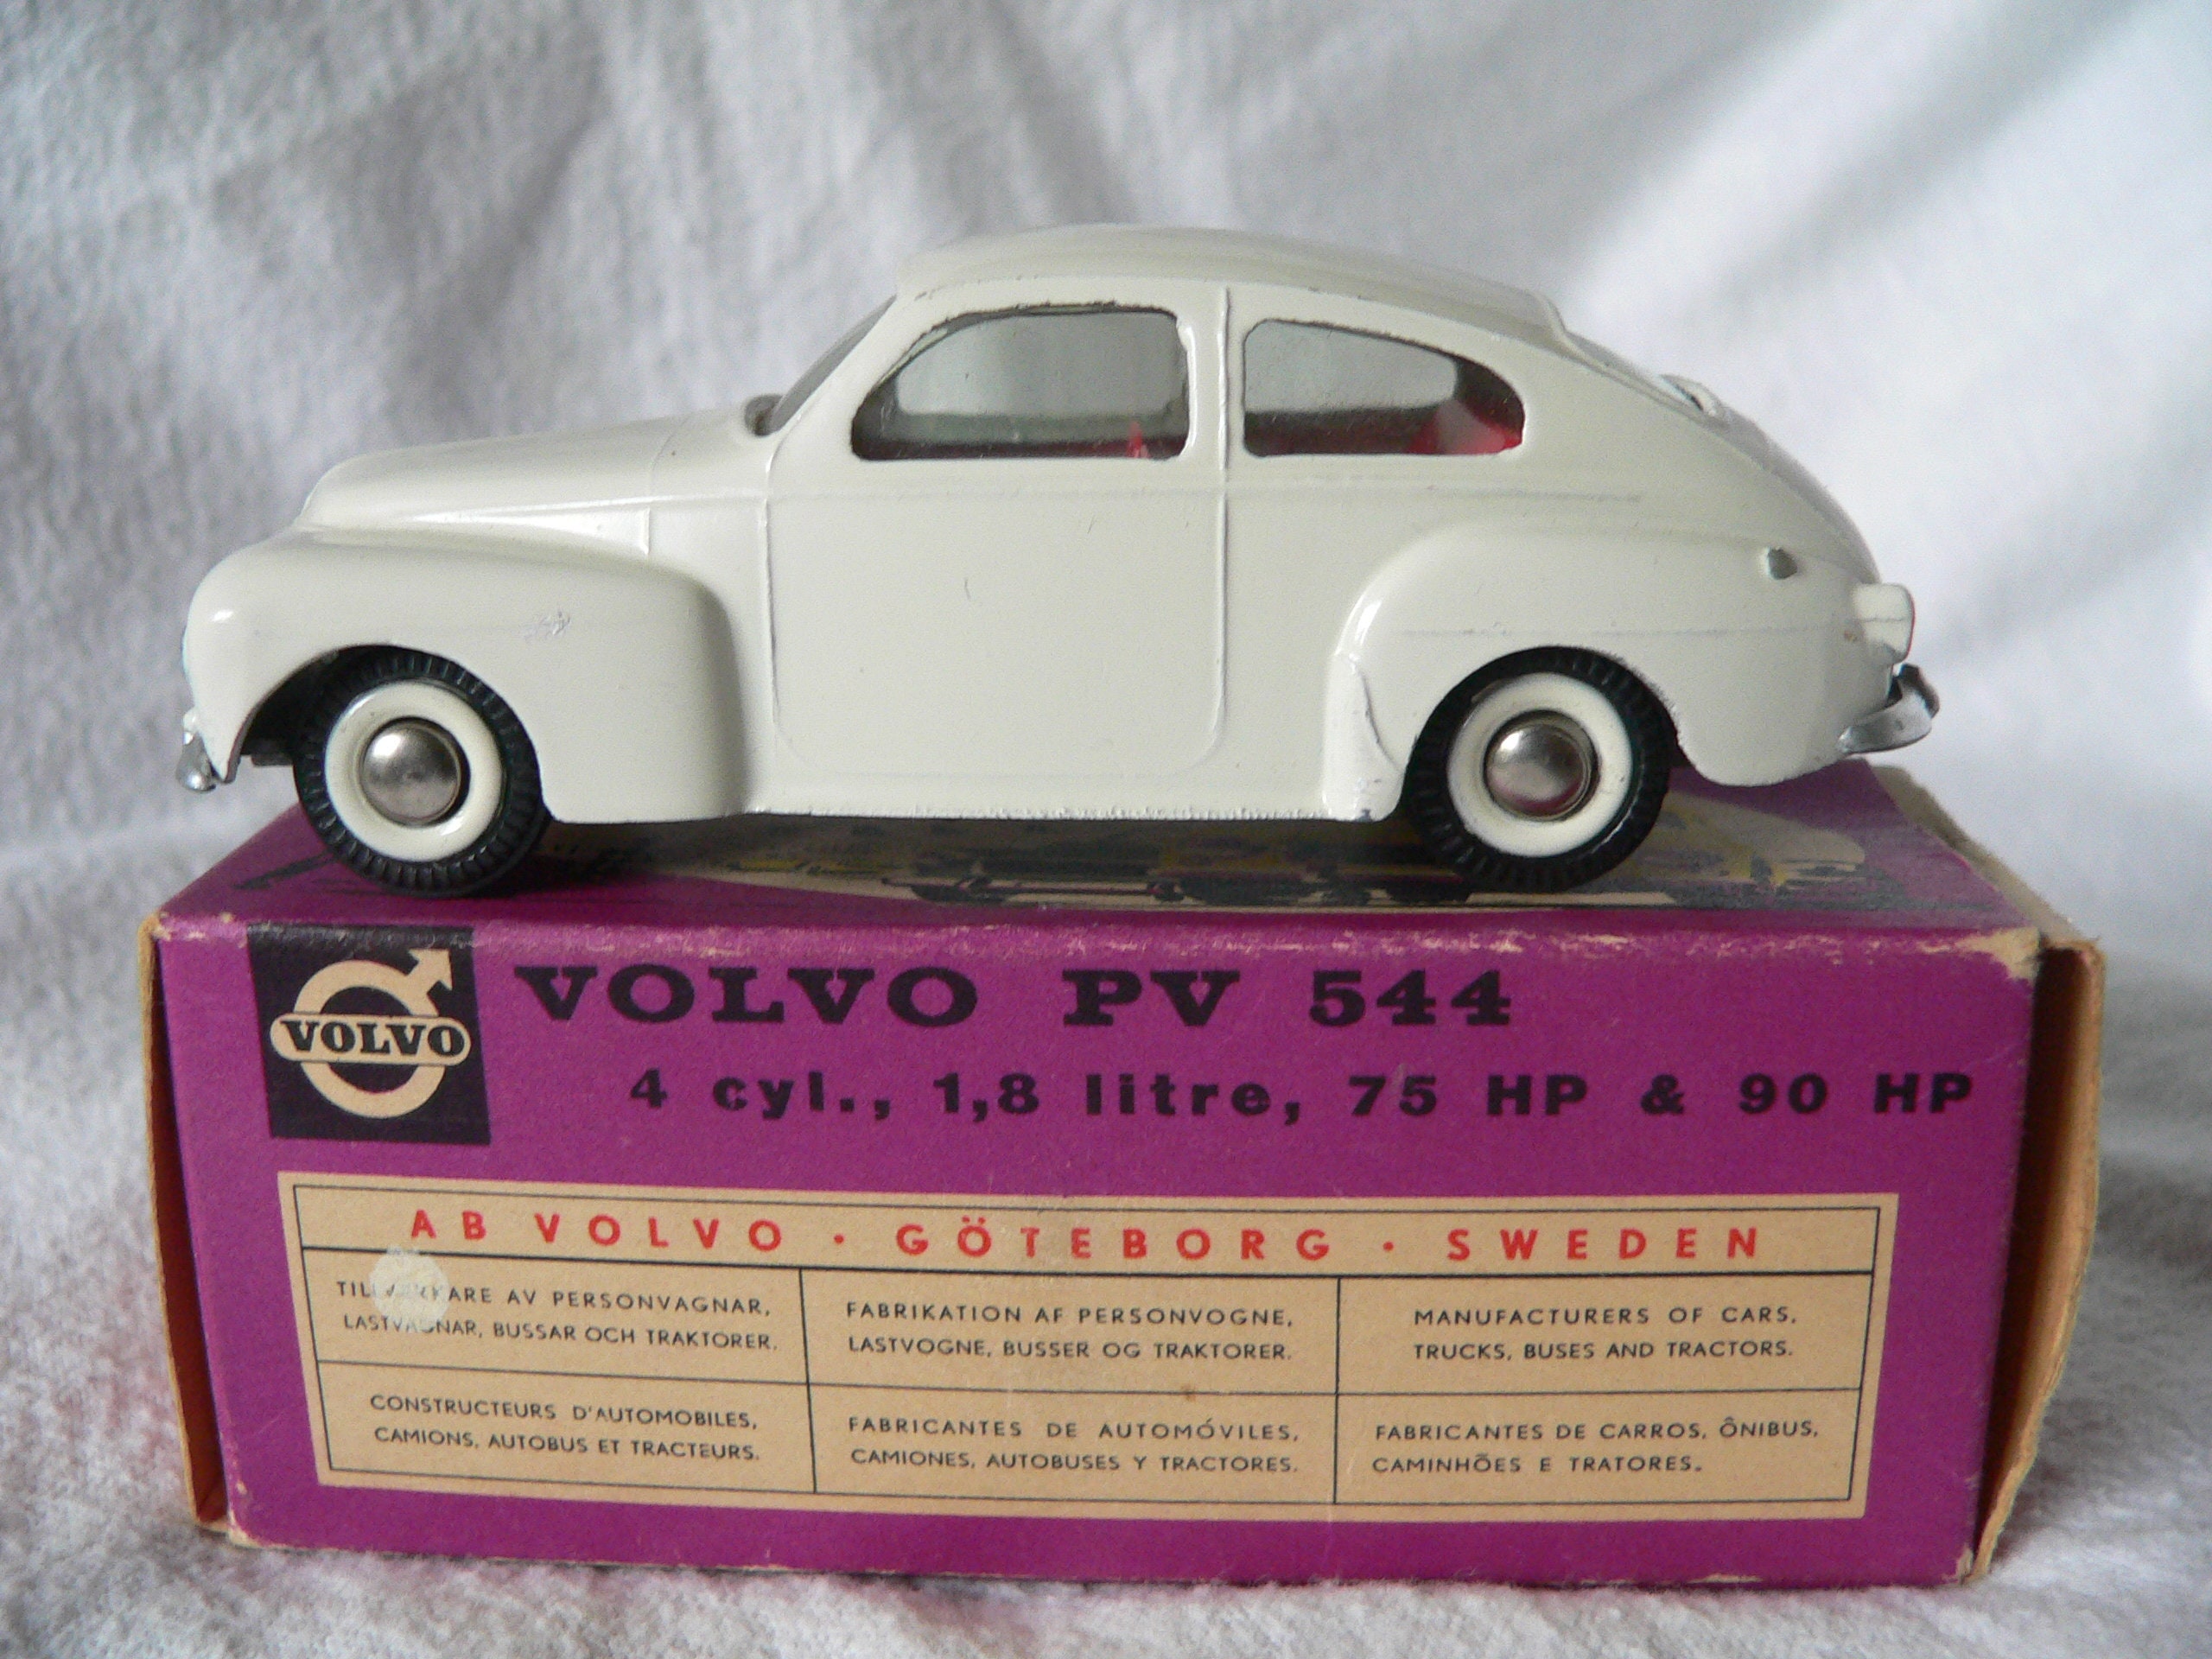 VOLVO
VOLVO PV 544
4 cyl., 1,8 litre, 75 HP & 90 HP
AB VOLVO · GÖTEBORG · SWEDEN
TILLVERKARE AV PERSONVAGNAR,
LASTVAGNAR, BUSSAR OCH TRAKTORER.
FABRIKATION AF PERSONVOGNE,
LASTVOGNE, BUSSER OG TRAKTORER.
MANUFACTURERS OF CARS,
TRUCKS, BUSES AND TRACTORS.
CONSTRUCTEURS D'AUTOMOBILES,
CAMIONS, AUTOBUS ET TRACTEURS.
FABRICANTES DE AUTOMÓVILES,
CAMIONES, AUTOBUSES Y TRACTORES.
FABRICANTES DE CARROS, ÔNIBUS,
CAMINHÕES E TRATORES.